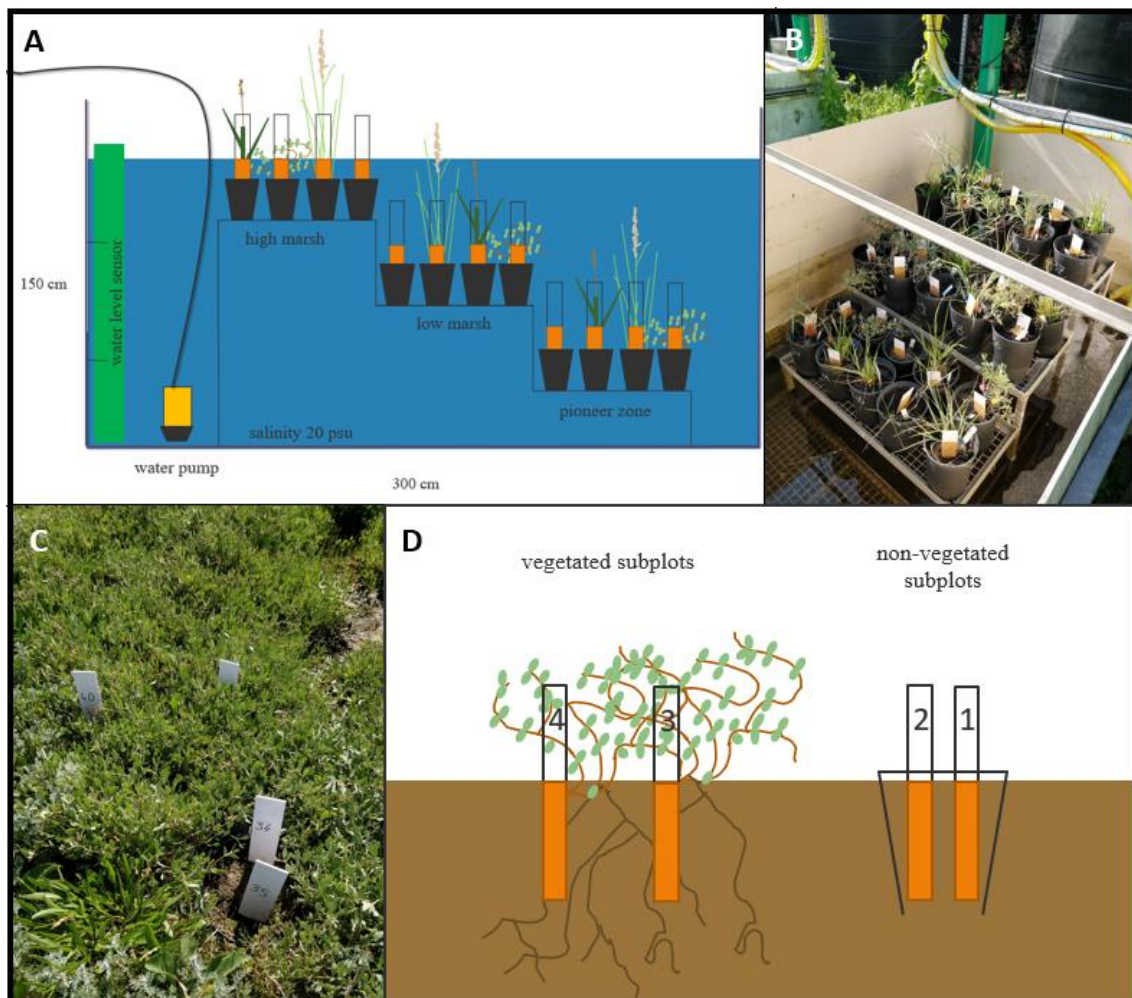 A
150 cm
water level sensor
high marsh
low marsh
pioneer zone
salinity 20 psu
water pump
300 cm
B
C
40
34
35
D
vegetated subplots
non-vegetated
subplots
4
3
2
1